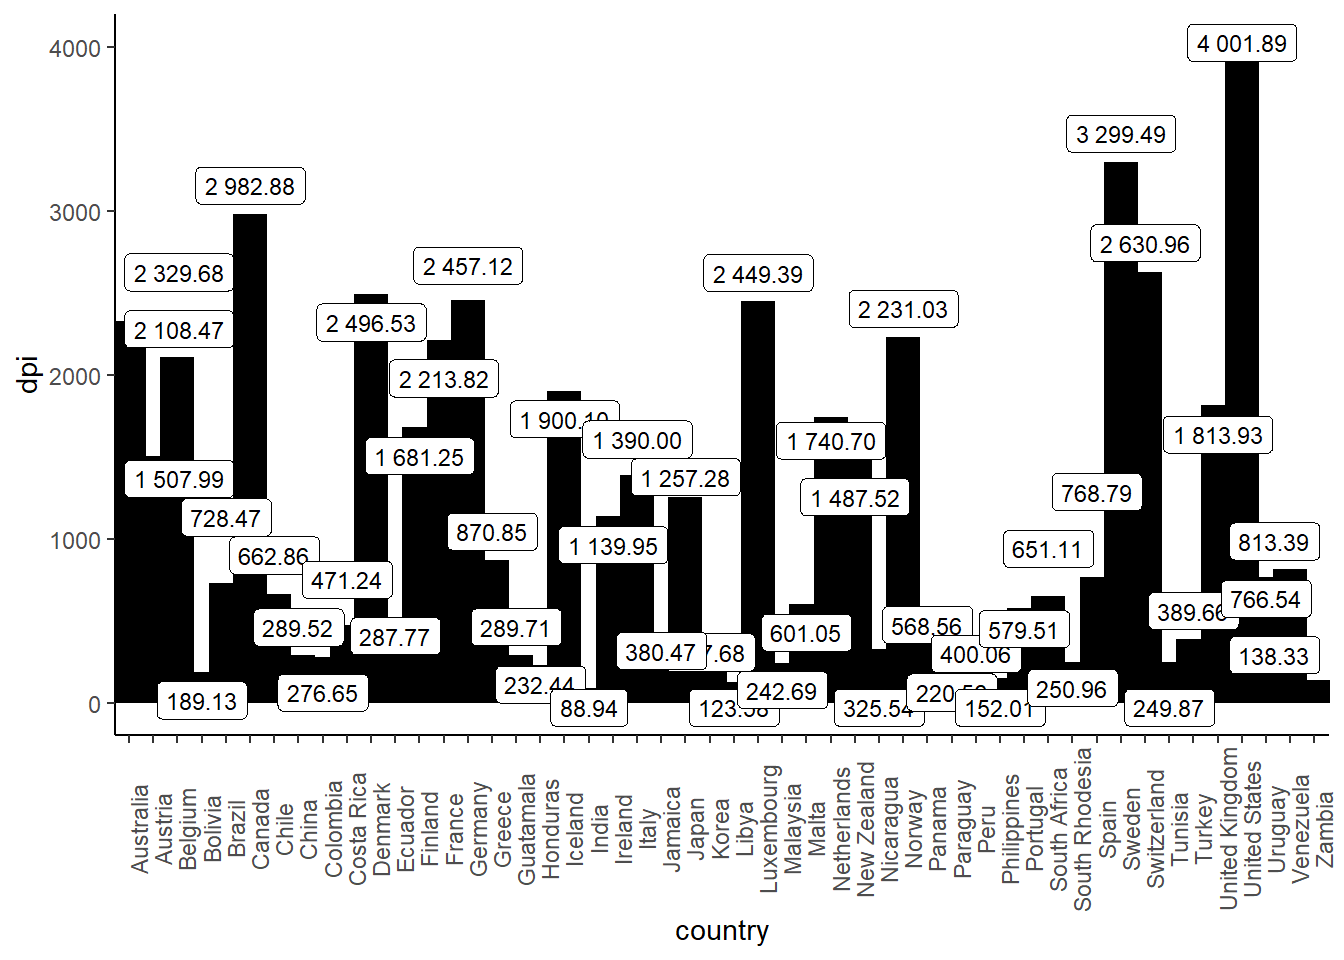 4000
3000
2000
1000
0
dpi
4 001.89
3 299.49
2 982.88
2 630.96
2 329.68
2 457.12
2 449.39
2 108.47
2 496.53
2 231.03
2 213.82
1 900.10
1 390.00
1 740.70
1 813.93
1 681.25
1 507.99
1 257.28
1 487.52
768.79
728.47
870.85
662.86
1 139.95
651.11
813.39
471.24
766.54
289.52
287.77
289.71
380.47
601.05
568.56
579.51
389.66
400.06
138.33
189.13
276.65
232.44
88.94
242.69
325.54
152.01
250.96
249.87
Australia
Austria
Belgium
Bolivia
Brazil
Canada
Chile
China
Colombia
Costa Rica
Denmark
Ecuador
Finland
France
Germany
Greece
Guatamala
Honduras
Iceland
India
Ireland
Italy
Jamaica
Japan
Korea
Libya
Luxembourg
Malaysia
Malta
Netherlands
New Zealand
Nicaragua
Norway
Panama
Paraguay
Peru
Philippines
Portugal
South Africa
South Rhodesia
Spain
Sweden
Switzerland
Tunisia
Turkey
United Kingdom
United States
Uruguay
Venezuela
Zambia
country